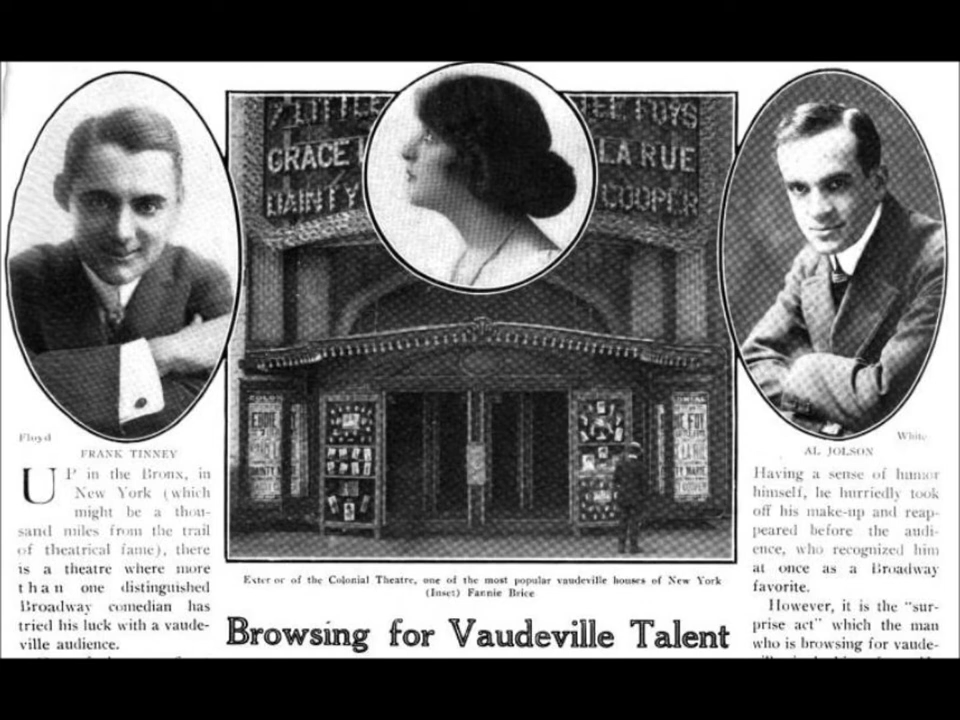 LITTLE
EE FOYS
GRACE
LA RUE
DAINTY
COOPER
EDDIE
FOY
Floyd
FRANK TINNEY
UP in the Bronx, in
New York (which
might be a thou-
sand miles from the trail
of theatrical fame), there
is a theatre where more
than one distinguished
Broadway comedian has
tried his luck with a vaude-
ville audience.
Exterior of the Colonial Theatre, one of the most popular vaudeville houses of New York
(Inset) Fannie Brice
Browsing for Vaudeville Talent
White
AL JOLSON
Having a sense of humor
himself, he hurriedly took
off his make-up and reap-
peared before the audi-
ence, who recognized him
at once as a Broadway
favorite.
However, it is the "sur-
prise act" which the man
who is browsing for vaude-